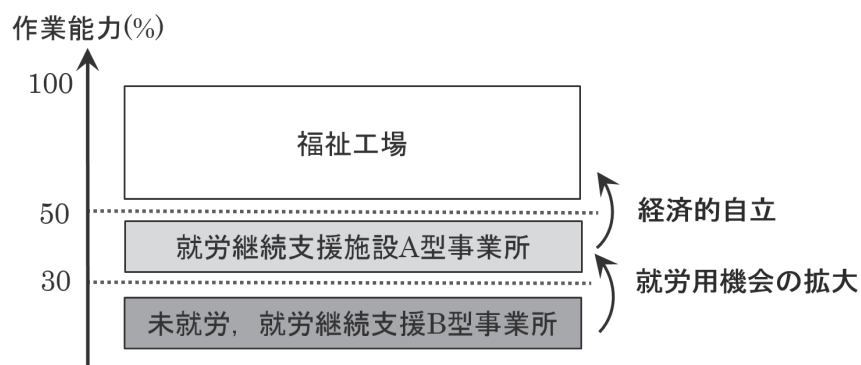 作業能力(%)
100
福祉工場
50
経済的自立
就労継続支援施設A型事業所
30
就労用機会の拡大
未就労，就労継続支援B型事業所